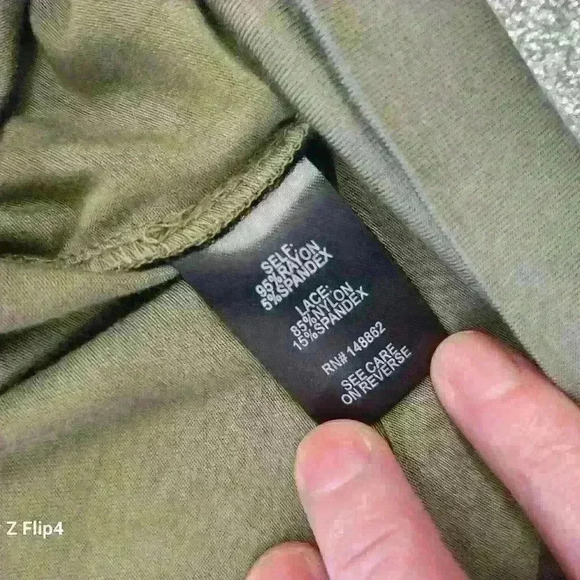 SELF:
95%RAYON
5%SPANDEX
LACE:
85%NYLON
15%SPANDEX
RN# 148862
SEE CARE
ON REVERSE
Z Flip4